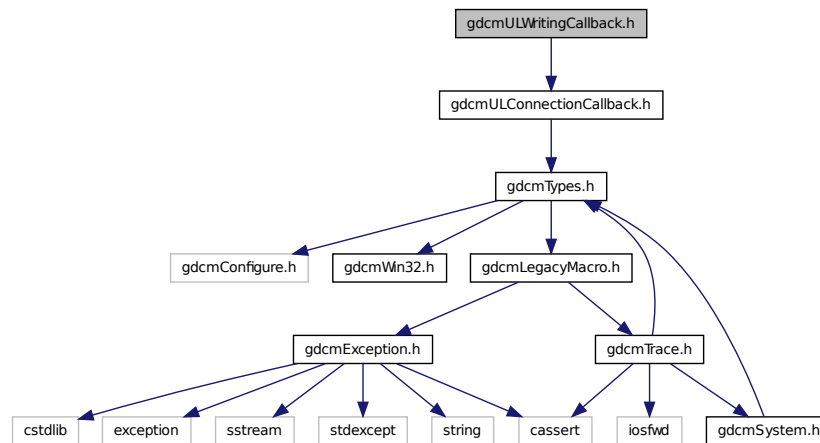 gdcmULWritingCallback.h
gdcmULConnectionCallback.h
gdcmTypes.h
gdcmConfigure.h
gdcmWin32.h
gdcmLegacyMacro.h
gdcmException.h
gdcmTrace.h
cstdlib
exception
sstream
stdexcept
string
cassert
iosfwd
gdcmSystem.h